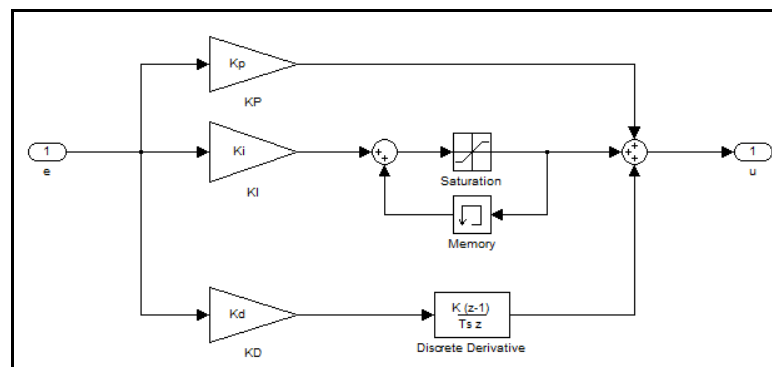 Kp
KP
1
e
Ki
KI
+
+
Saturation
Memory
+
+
+
1
u
Kd
KD
K (z-1)
Ts z
Discrete Derivative